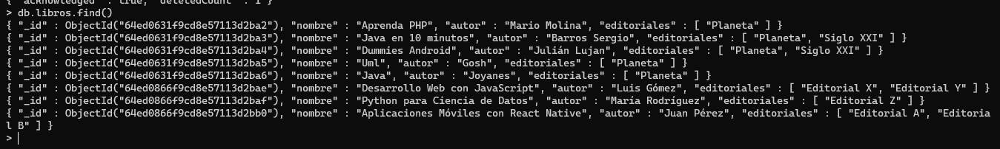 { "acknowledged" : true, "deletedCount" : 1 }
> db.libros.find()
{ "_id" : ObjectId("64ed0631f9cd8e57113d2ba2"), "nombre" : "Aprenda PHP", "autor" : "Mario Molina", "editoriales" : [ "Planeta" ] }
{ "_id" : ObjectId("64ed0631f9cd8e57113d2ba3"), "nombre" : "Java en 10 minutos", "autor" : "Barros Sergio", "editoriales" : [ "Planeta", "Siglo XXI" ] }
{ "_id" : ObjectId("64ed0631f9cd8e57113d2ba4"), "nombre" : "Dummies Android", "autor" : "Julián Lujan", "editoriales" : [ "Planeta", "Siglo XXI" ] }
{ "_id" : ObjectId("64ed0631f9cd8e57113d2ba5"), "nombre" : "Uml", "autor" : "Gosh", "editoriales" : [ "Planeta" ] }
{ "_id" : ObjectId("64ed0631f9cd8e57113d2ba6"), "nombre" : "Java", "autor" : "Joyanes", "editoriales" : [ "Planeta" ] }
{ "_id" : ObjectId("64ed0866f9cd8e57113d2bae"), "nombre" : "Desarrollo Web con JavaScript", "autor" : "Luis Gómez", "editoriales" : [ "Editorial X", "Editorial Y" ] }
{ "_id" : ObjectId("64ed0866f9cd8e57113d2baf"), "nombre" : "Python para Ciencia de Datos", "autor" : "María Rodríguez", "editoriales" : [ "Editorial Z" ] }
{ "_id" : ObjectId("64ed0866f9cd8e57113d2bb0"), "nombre" : "Aplicaciones Móviles con React Native", "autor" : "Juan Pérez", "editoriales" : [ "Editorial A", "Editoria
l B" ] }
>